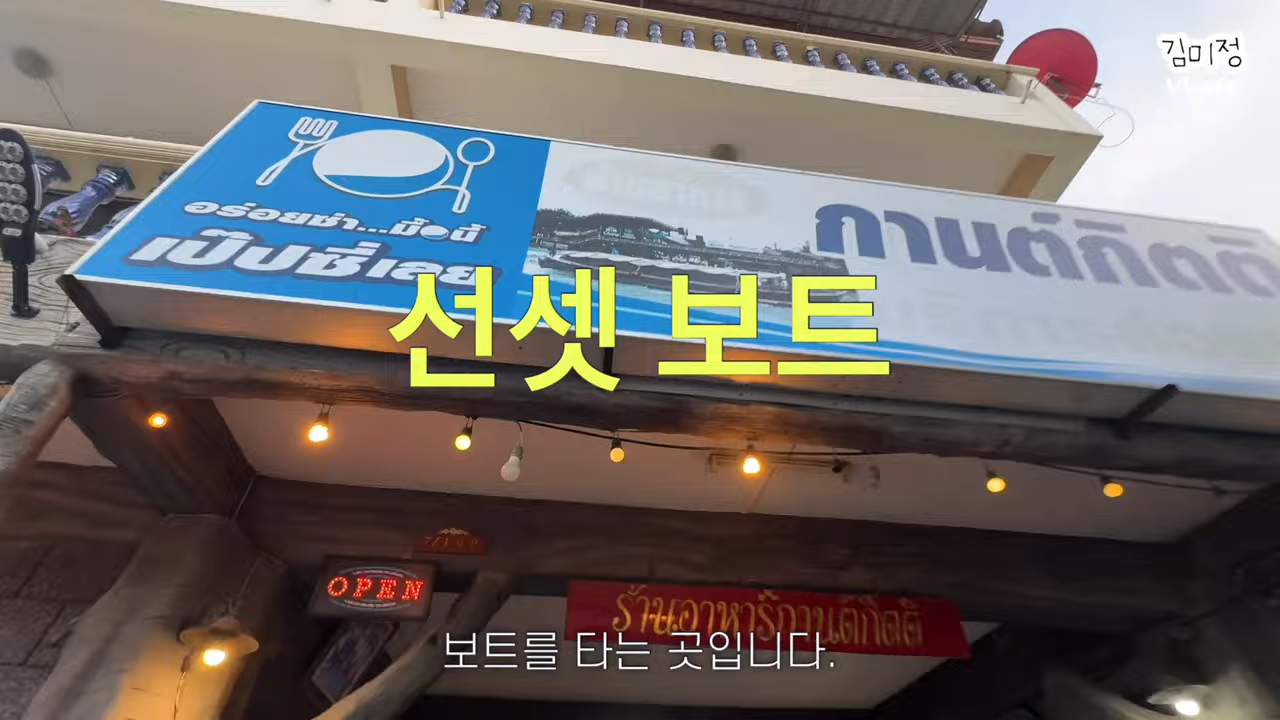 김미정
VLOG
อร่อยซ่า...มื้อนี้
เป๊ปซี่เลย
กานต์กิตติ
선셋 보트
OPEN
ร้านอาหารกานต์กิตติ
보트를 타는 곳입니다.